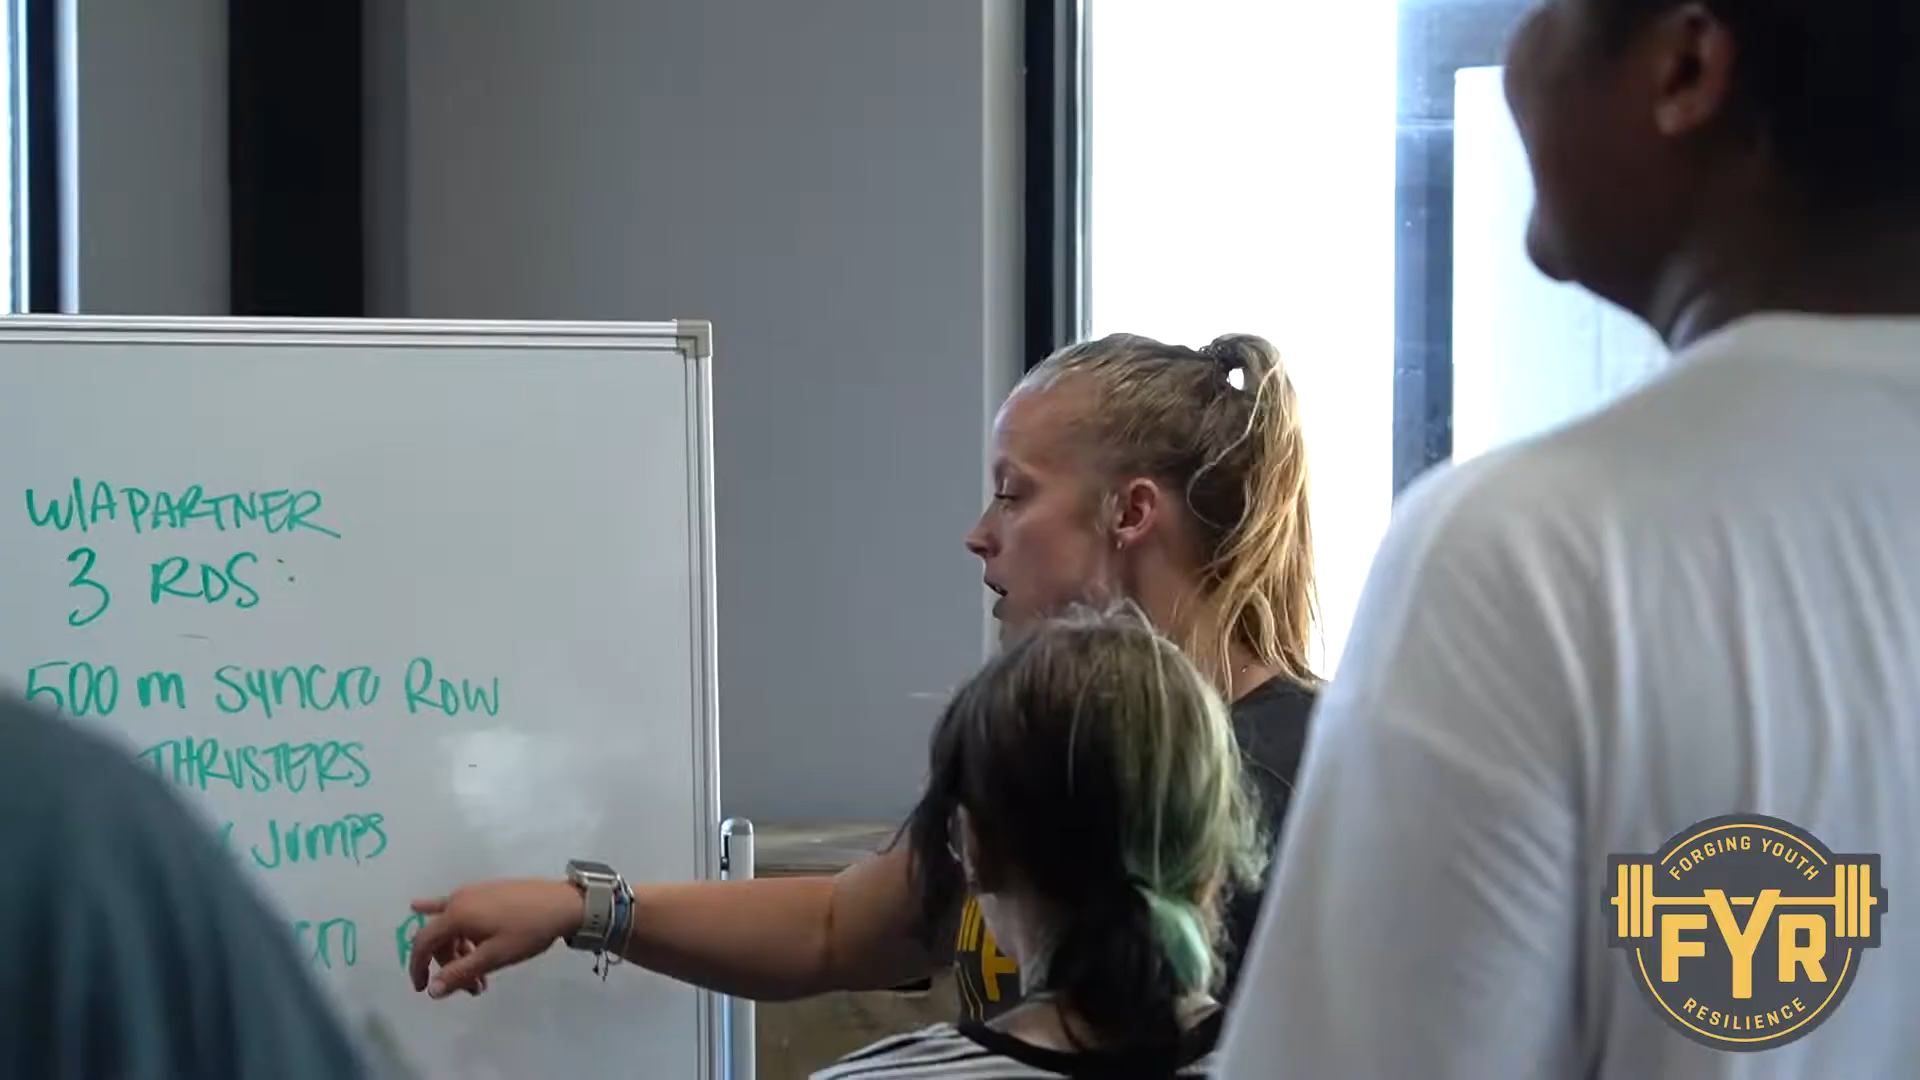 W/A PARTNER
3 RDS:
500 m SYNCRO ROW
THRUSTERS
JUMPS
FORGING YOUTH
FYR
RESILIENCE